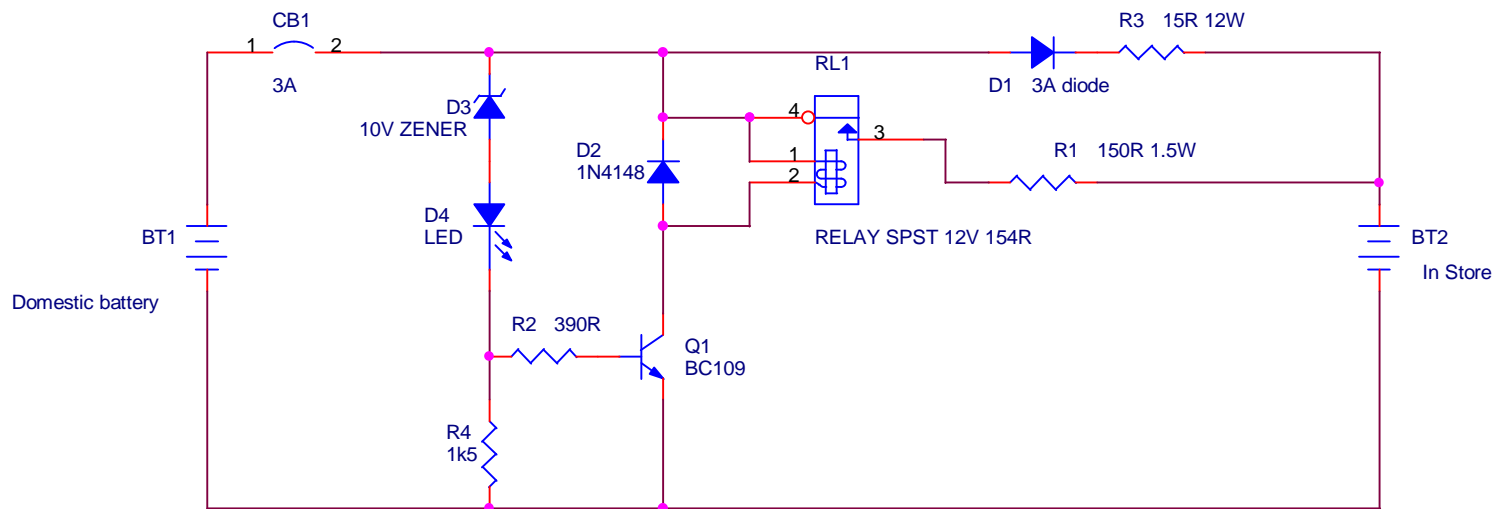 CB1
1 2
3A
D3
10V ZENER
D2
1N4148
RL1
4
1
2
3
D1 3A diode
R3 15R 12W
R1 150R 1.5W
RELAY SPST 12V 154R
BT1
Domestic battery
D4
LED
R2 390R
Q1
BC109
R4
1k5
BT2
In Store